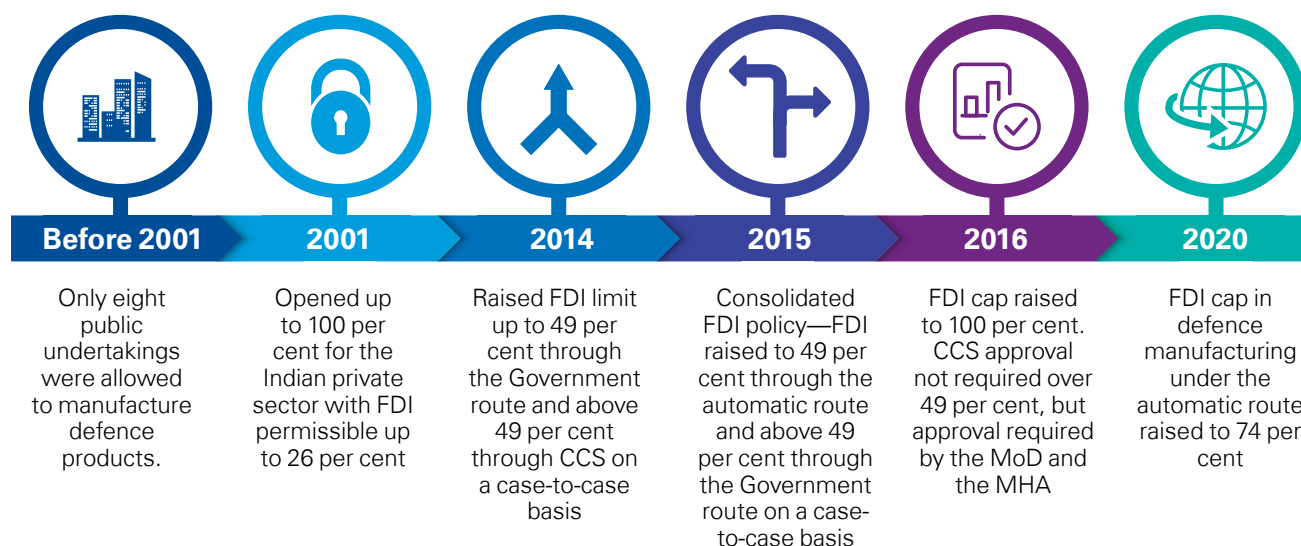 Before 2001
2001
2014
2015
2016
2020
Only eight
public
undertakings
were allowed
to manufacture
defence
products.
Opened up
to 100 per
cent for the
Indian private
sector with FDI
permissible up
to 26 per cent
Raised FDI limit
up to 49 per
cent through
the Government
route and above
49 per cent
through CCS on
a case-to-case
basis
Consolidated
FDI policy—FDI
raised to 49 per
cent through the
automatic route
and above 49
per cent through
the Government
route on a case-
to-case basis
FDI cap raised
to 100 per cent.
CCS approval
not required over
49 per cent, but
approval required
by the MoD and
the MHA
FDI cap in
defence
manufacturing
under the
automatic route
raised to 74 per
cent